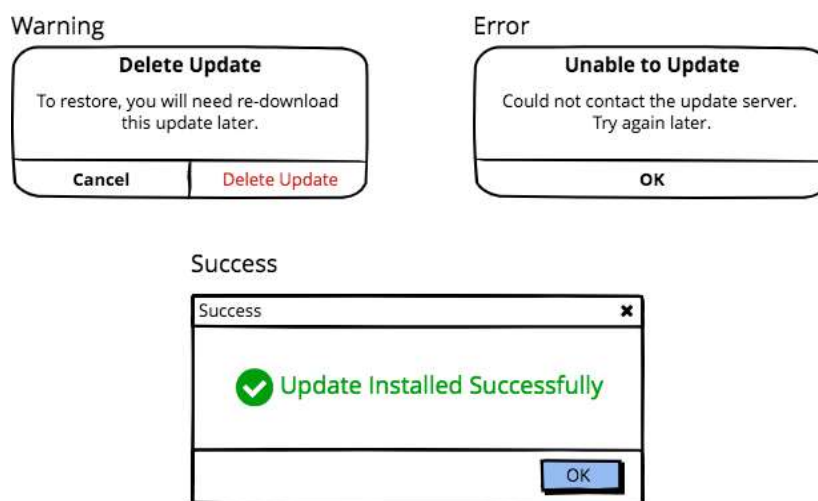 Warning
Delete Update
To restore, you will need re-download
this update later.
Cancel
Delete Update
Error
Unable to Update
Could not contact the update server.
Try again later.
OK
Success
Success
Update Installed Successfully
OK